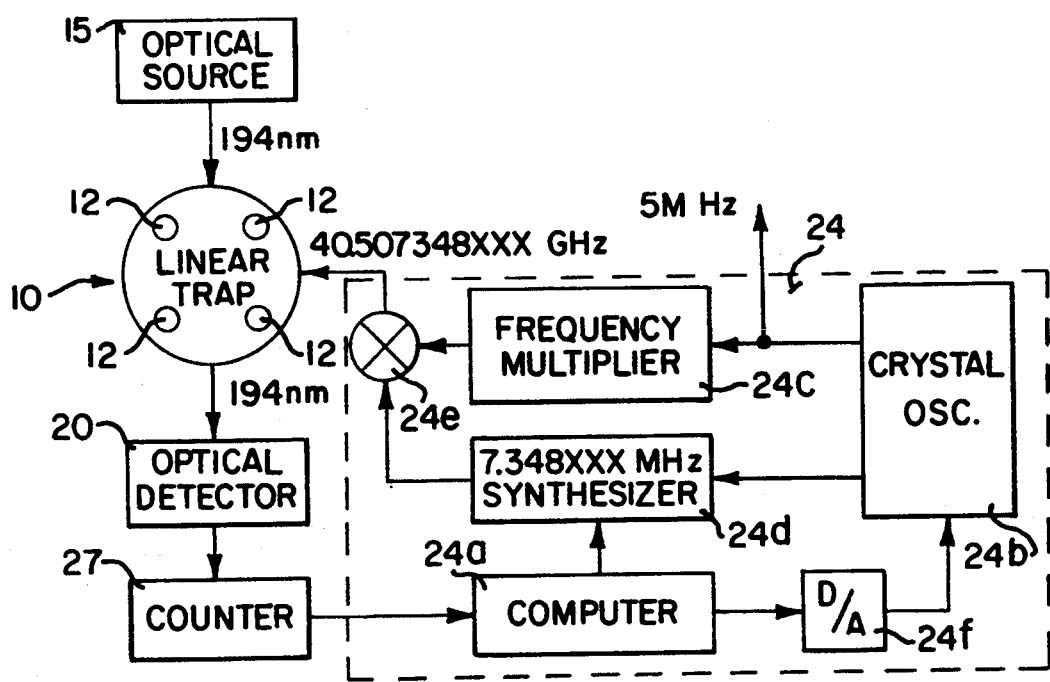 15
OPTICAL
SOURCE
194nm
12
12
5M Hz
24
40.507348XXX GHz
LINEAR
TRAP
10
12
12
FREQUENCY
MULTIPLIER
24c
24e
CRYSTAL
OSC.
194nm
20
OPTICAL
DETECTOR
7.348XXX MHz
SYNTHESIZER
24d
24b
27
COUNTER
24a
COMPUTER
D/A
24f